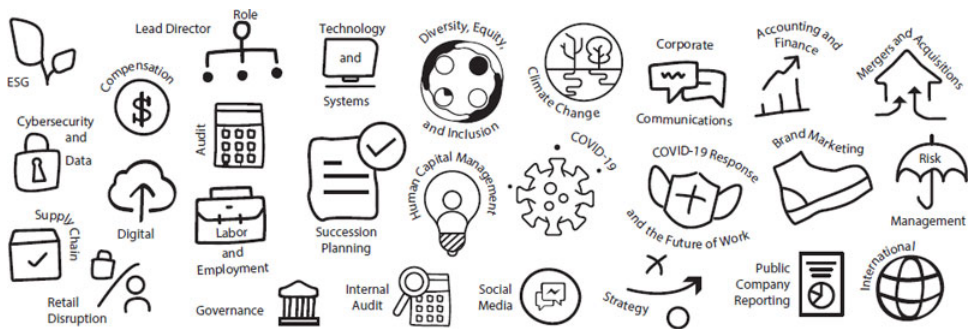 ESG
Compensation
Lead Director
Role
Technology
and
Systems
Diversity, Equity,
and Inclusion
Climate Change
Corporate
Communications
Accounting and
Finance
Mergers and Acquisitions
Cybersecurity
and
Data
Digital
Audit
Labor
and
Employment
Succession
Planning
Human Capital Management
COVID-19
COVID-19 Response
and the Future of Work
Brand Marketing
Risk
Management
Supply Chain
Retail
Disruption
Governance
Internal
Audit
Social
Media
Strategy
Public
Company
Reporting
International